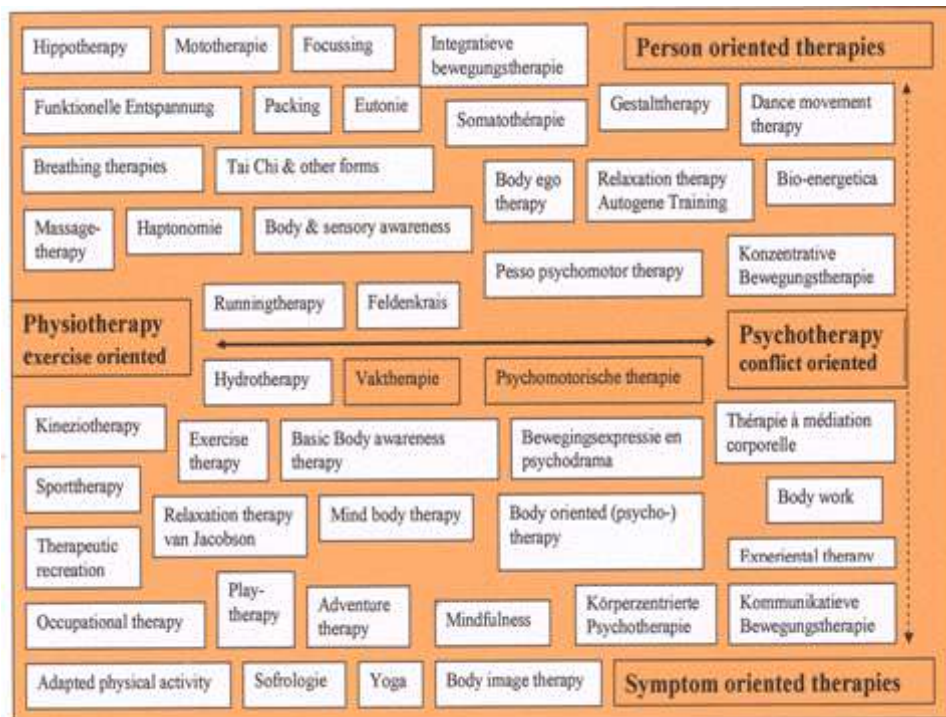 Hippotherapy
Mototherapie
Focussing
Integratieve
bewegungstherapie
Person oriented therapies
Funktionelle Entspannung
Packing
Eutonie
Somatothérapie
Gestalttherapy
Dance movement
therapy
Breathing therapies
Tai Chi & other forms
Body ego
therapy
Relaxation therapy
Autogene Training
Bio-energetica
Massage-
therapy
Haptonomie
Body & sensory awareness
Pesso psychomotor therapy
Konzentrative
Bewegungstherapie
Runningtherapy
Feldenkrais
Physiotherapy
exercise oriented
Psychotherapy
conflict oriented
Hydrotherapy
Vaktherapie
Psychomotorische therapie
Kineziotherapy
Exercise
therapy
Basic Body awareness
therapy
Bewegingsexpressie en
psychodrama
Thérapie à médiation
corporelle
Sporttherapy
Relaxation therapy
van Jacobson
Mind body therapy
Body oriented (psycho-)
therapy
Body work
Therapeutic
recreation
Experiental therapy
Play-
therapy
Occupational therapy
Adventure
therapy
Mindfulness
Körperzentrierte
Psychotherapie
Kommunikatieve
Bewegungstherapie
Adapted physical activity
Sofrologie
Yoga
Body image therapy
Symptom oriented therapies